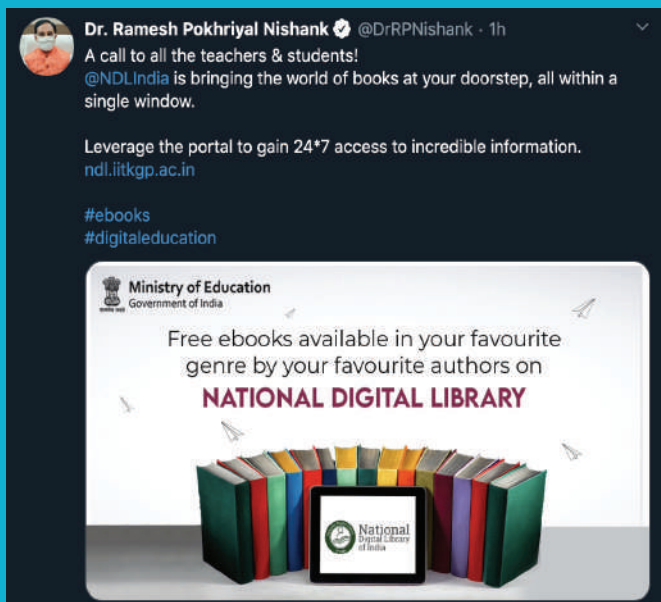 Dr. Ramesh Pokhriyal Nishank @DrRPNishank · 1h
A call to all the teachers & students!
@NDLIndia is bringing the world of books at your doorstep, all within a
single window.
Leverage the portal to gain 24*7 access to incredible information.
ndl.iitkgp.ac.in
#ebooks
#digitaleducation
Ministry of Education
Government of India
Free ebooks available in your favourite
genre by your favourite authors on
NATIONAL DIGITAL LIBRARY
National
Digital Library
of India